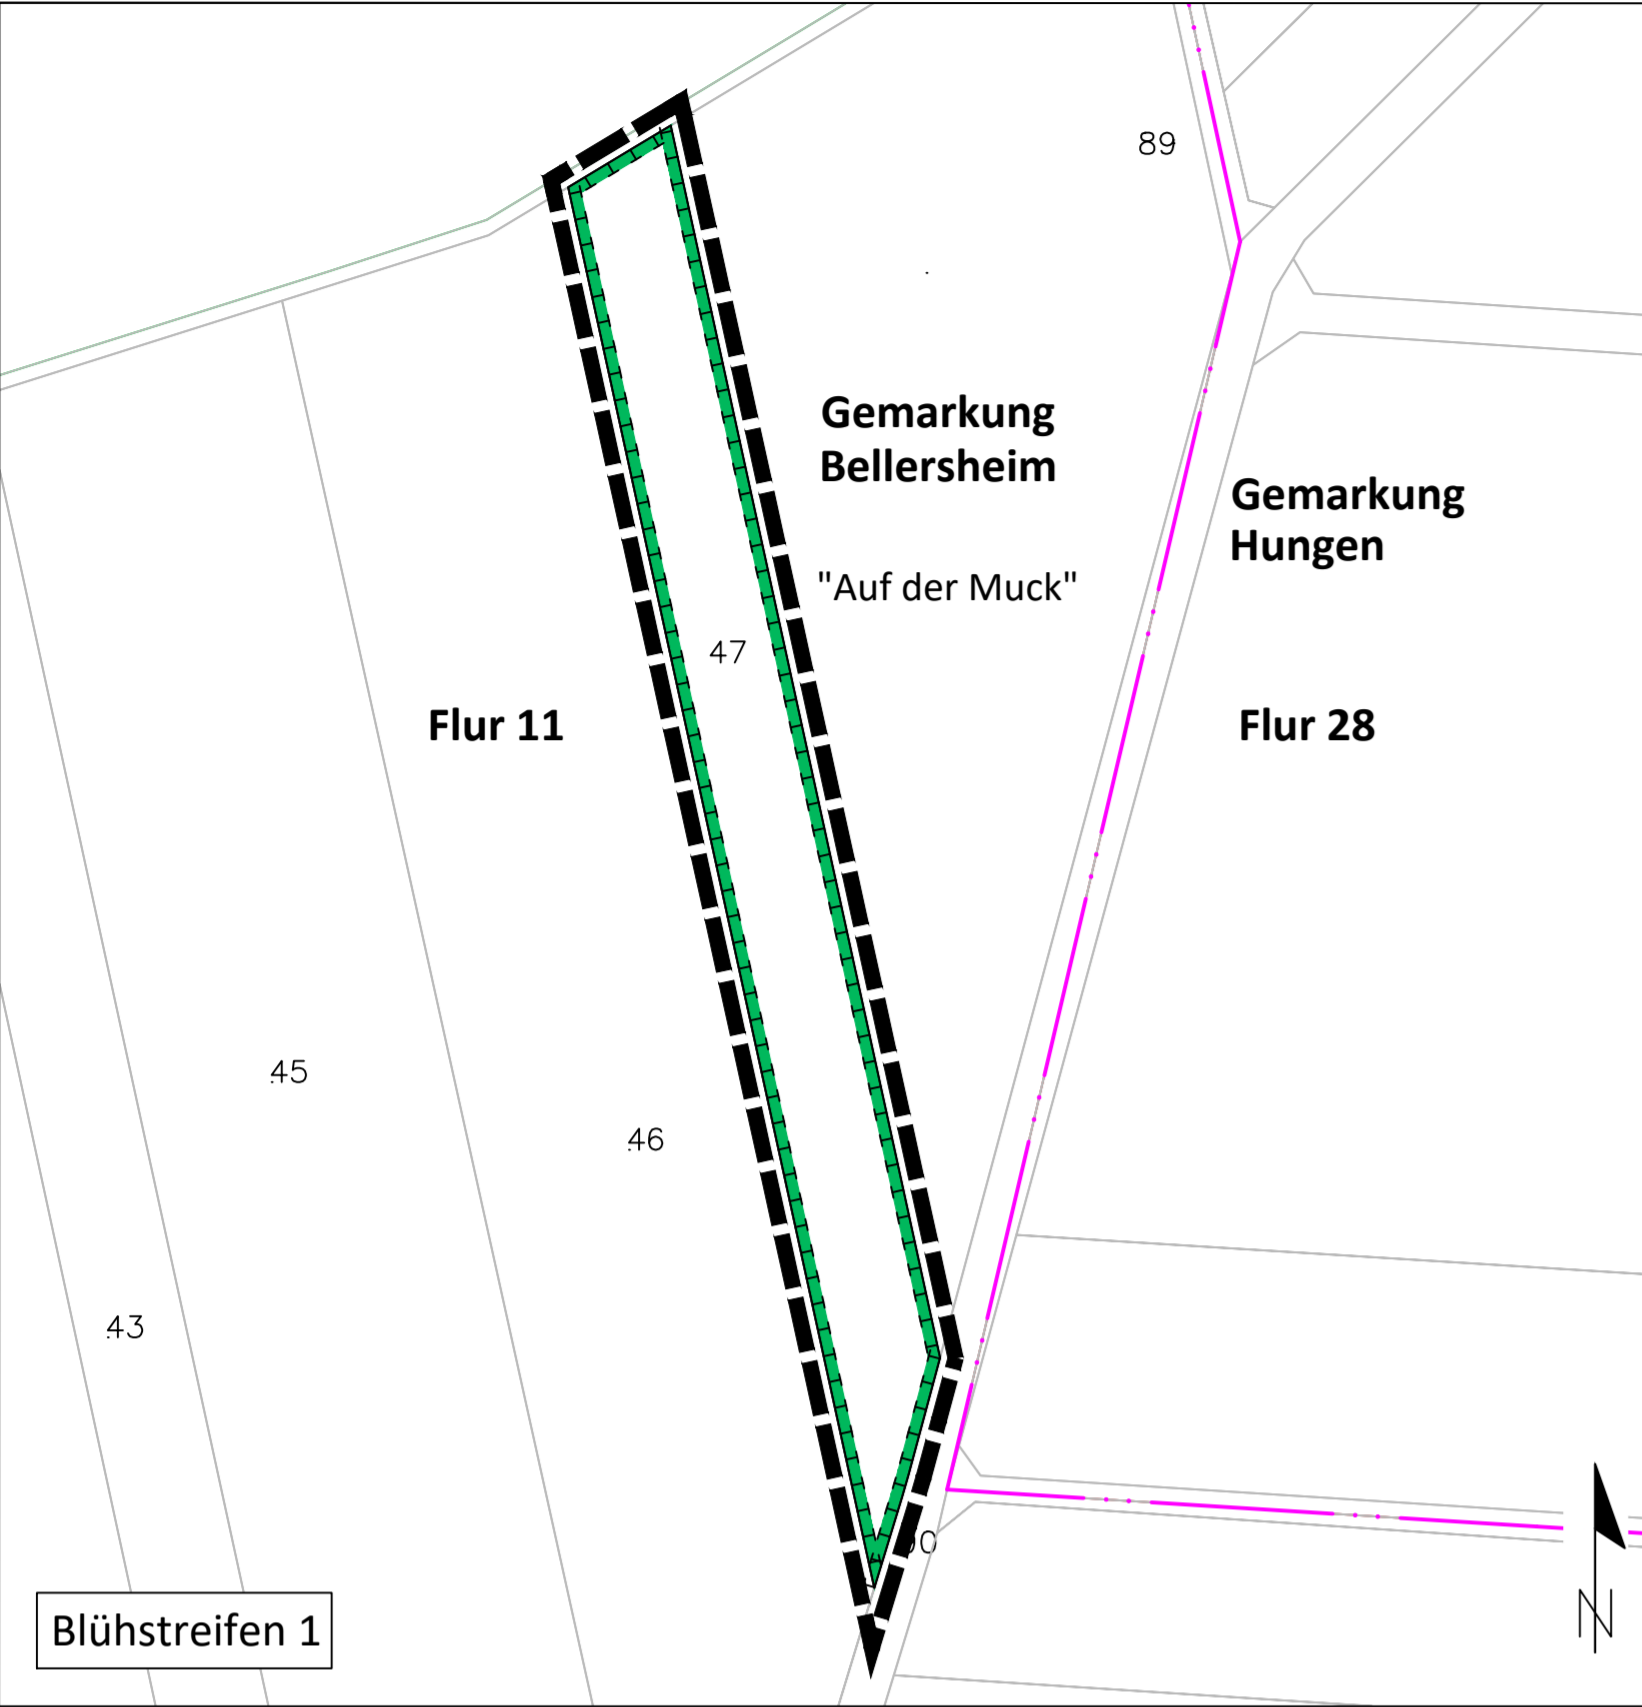 89
Gemarkung
Bellersheim
Gemarkung
Hungen
"Auf der Muck"
47
Flur 11
Flur 28
45
46
43
Blühstreifen 1
N